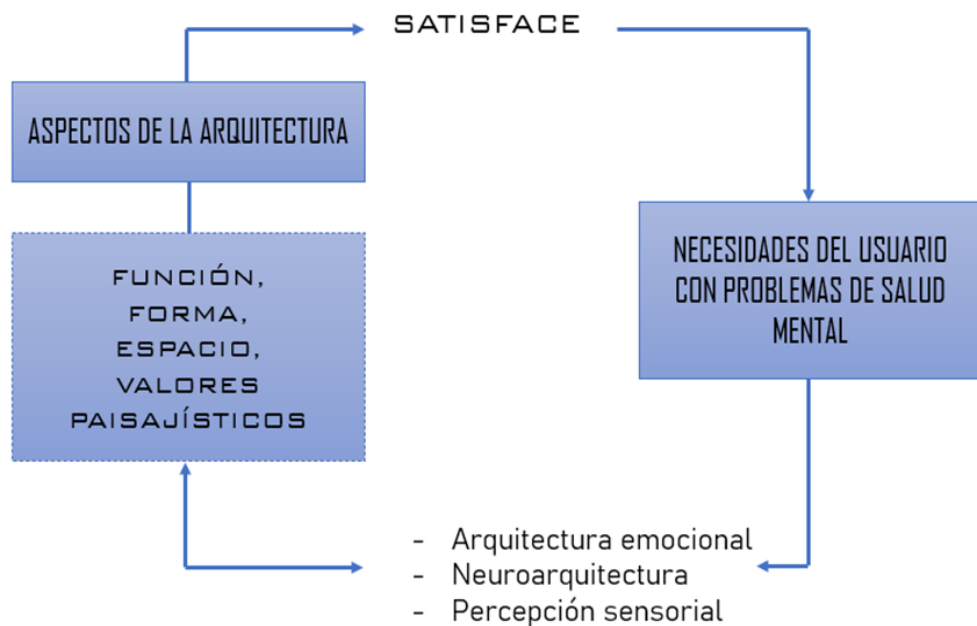 SATISFACE
ASPECTOS DE LA ARQUITECTURA
FUNCIÓN,
FORMA,
ESPACIO,
VALORES
PAISAJÍSTICOS
NECESIDADES DEL USUARIO
CON PROBLEMAS DE SALUD
MENTAL
- Arquitectura emocional
- Neuroarquitectura
- Percepción sensorial